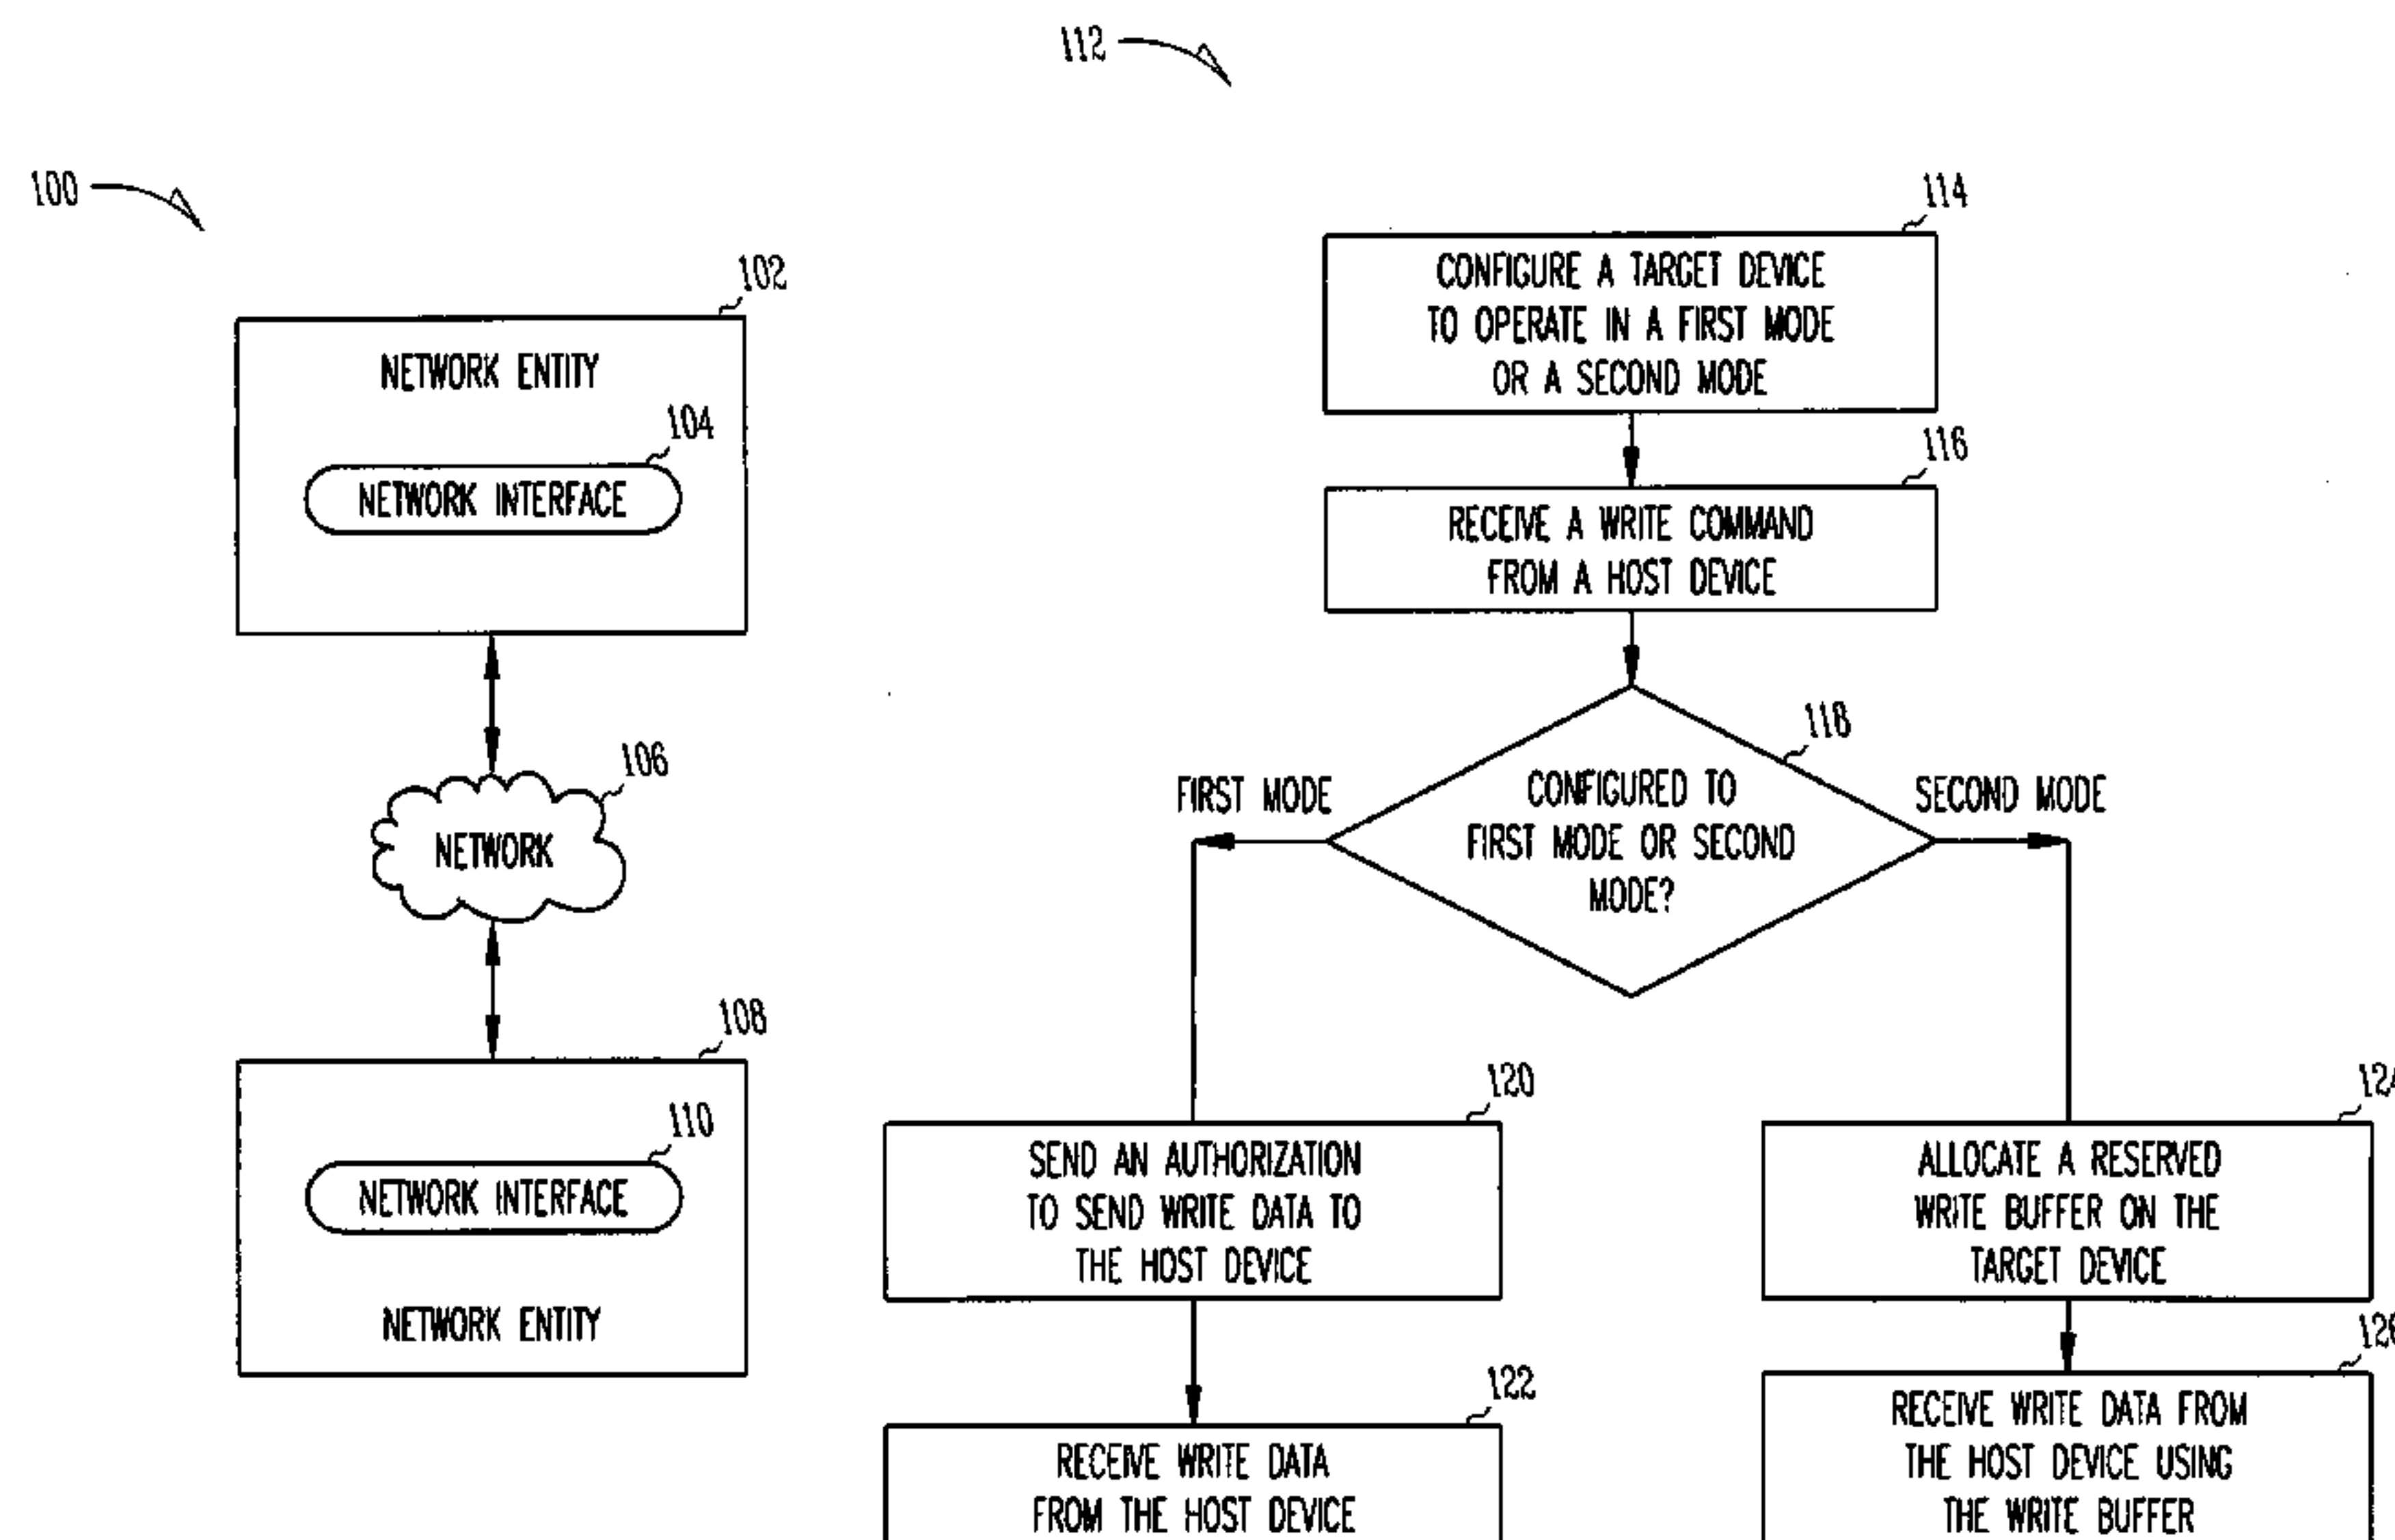 100
102
NETWORK ENTITY
104
NETWORK INTERFACE
106
NETWORK
108
110
NETWORK INTERFACE
NETWORK ENTITY
112
114
CONFIGURE A TARGET DEVICE
TO OPERATE IN A FIRST MODE
OR A SECOND MODE
116
RECEIVE A WRITE COMMAND
FROM A HOST DEVICE
118
CONFIGURED TO
FIRST MODE OR SECOND
MODE?
FIRST MODE
SECOND MODE
120
SEND AN AUTHORIZATION
TO SEND WRITE DATA TO
THE HOST DEVICE
122
RECEIVE WRITE DATA
FROM THE HOST DEVICE
124
ALLOCATE A RESERVED
WRITE BUFFER ON THE
TARGET DEVICE
126
RECEIVE WRITE DATA FROM
THE HOST DEVICE USING
THE WRITE BUFFER